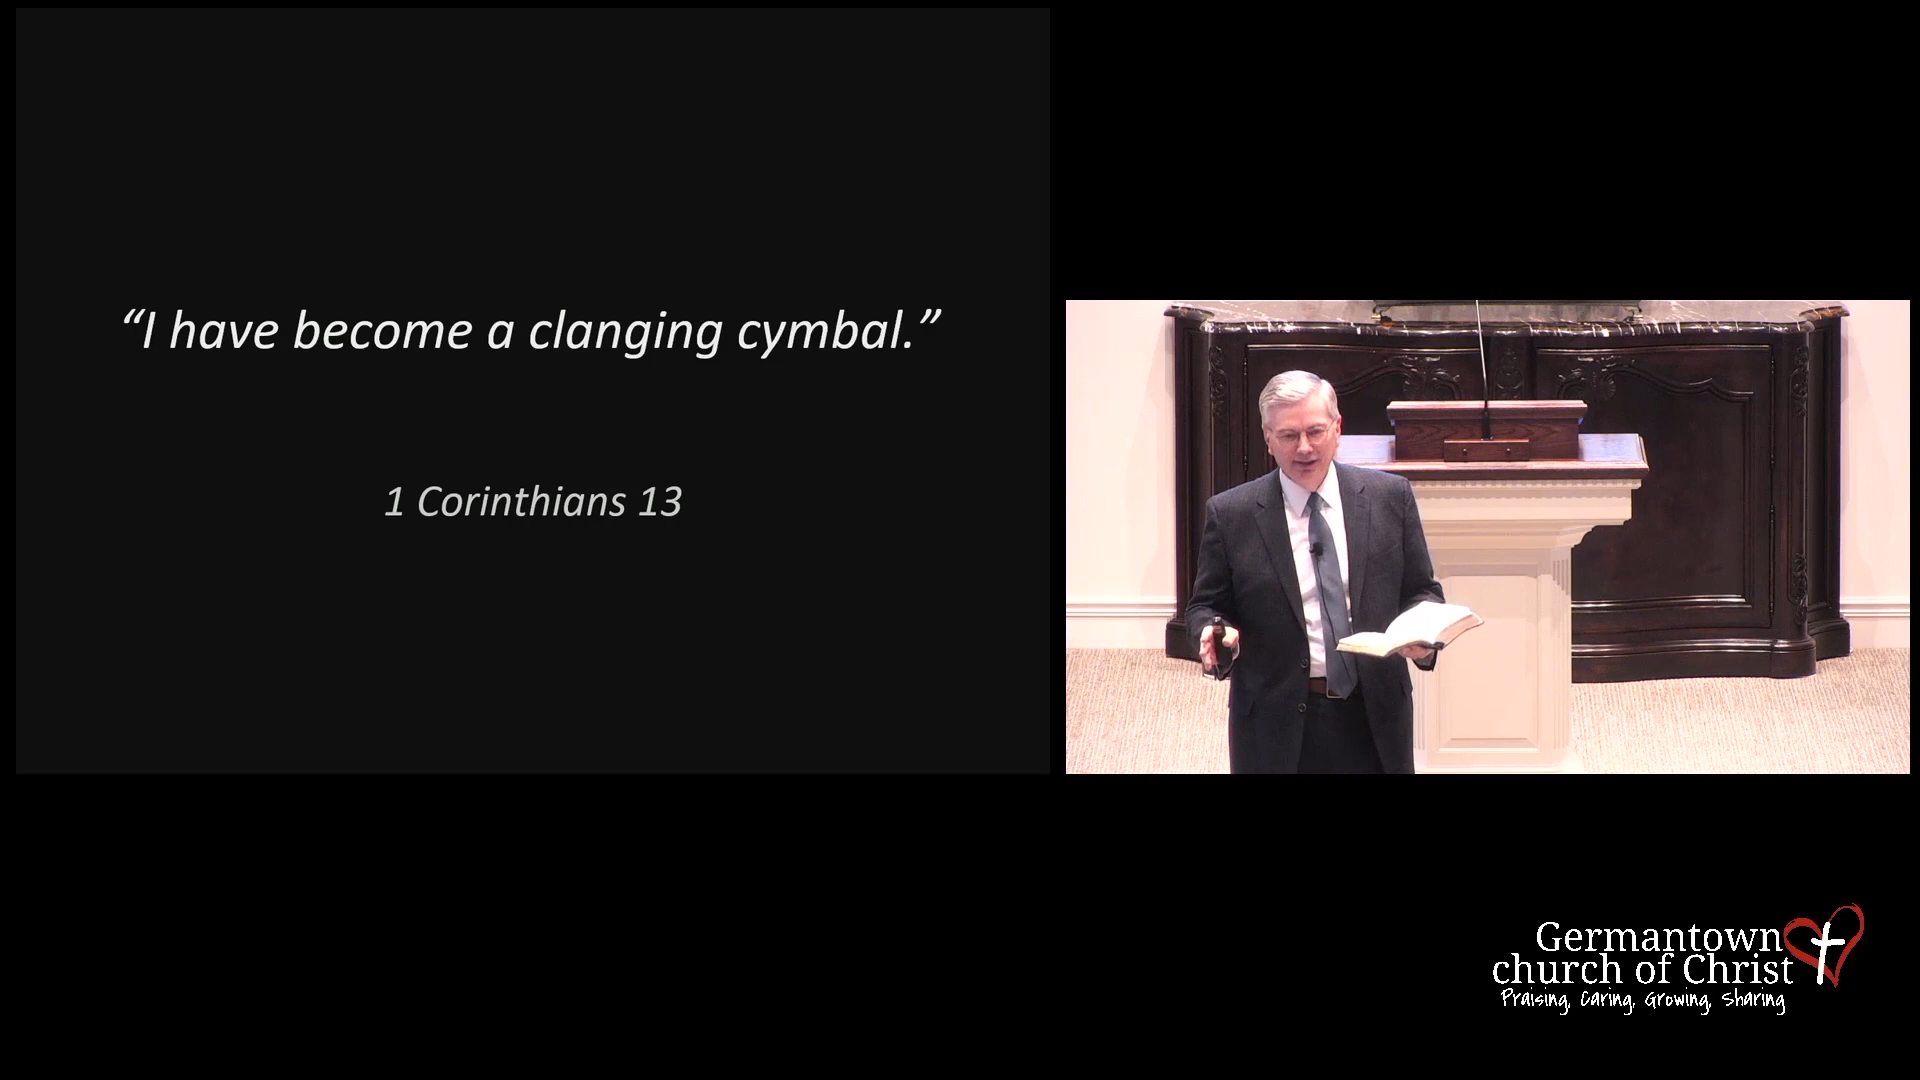 “I have become a clanging cymbal.”
1 Corinthians 13
Germantown
church of Christ
Praising, Caring, Growing, Sharing